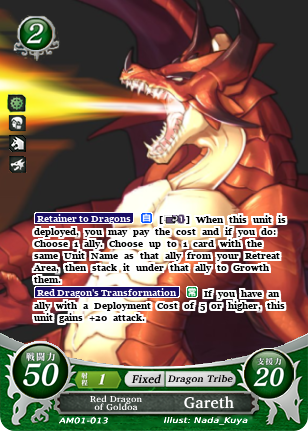 2
Retainer to Dragons 自 [ 1] When this unit is
deployed, you may pay the cost and if you do:
Choose 1 ally. Choose up to 1 card with the
same Unit Name as that ally from your Retreat
Area, then stack it under that ally to Growth
them.
Red Dragon's Transformation 常 If you have an
ally with a Deployment Cost of 5 or higher, this
unit gains +20 attack.
戦闘力
50
射程 1
Fixed
Dragon Tribe
支援力
20
Red Dragon
of Goldoa
Gareth
AM01-013
Illust: Nada_Kuya